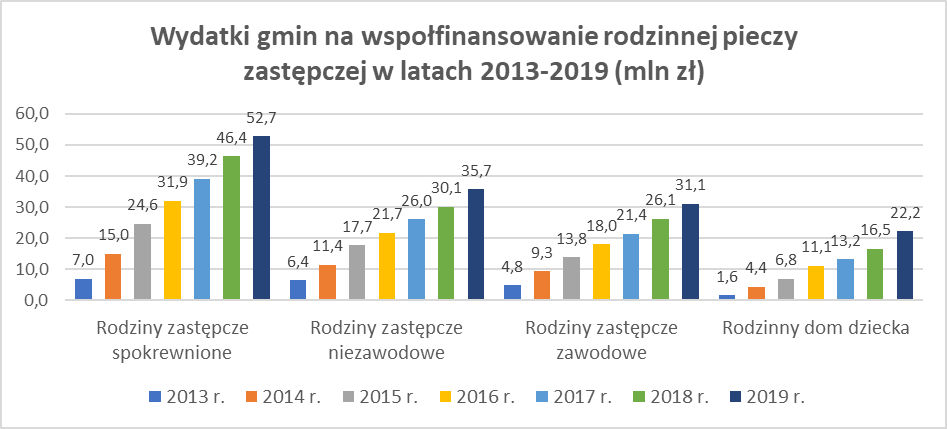 Wydatki gmin na wspołfinansowanie rodzinnej pieczy
zastępczej w latach 2013-2019 (mln zł)
60,0
50,0
40,0
30,0
20,0
10,0
0,0
7,0 15,0 24,6 31,9 39,2 46,4 52,7
6,4 11,4 17,7 21,7 26,0 30,1 35,7
4,8 9,3 13,8 18,0 21,4 26,1 31,1
1,6 4,4 6,8 11,1 13,2 16,5 22,2
Rodziny zastępcze
spokrewnione
Rodziny zastępcze
niezawodowe
Rodziny zastępcze
zawodowe
Rodzinny dom dziecka
2013 r. 2014 r. 2015 r. 2016 r. 2017 r. 2018 r. 2019 r.